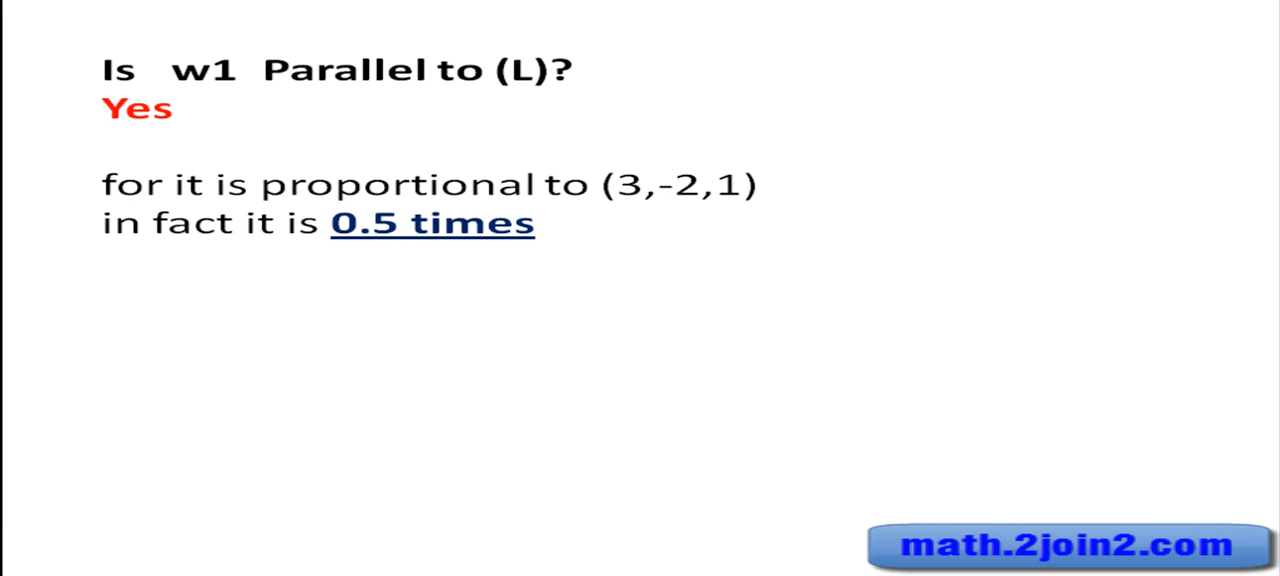 Is w1 Parallel to (L)?
Yes
for it is proportional to (3,-2,1)
in fact it is 0.5 times
math.2join2.com